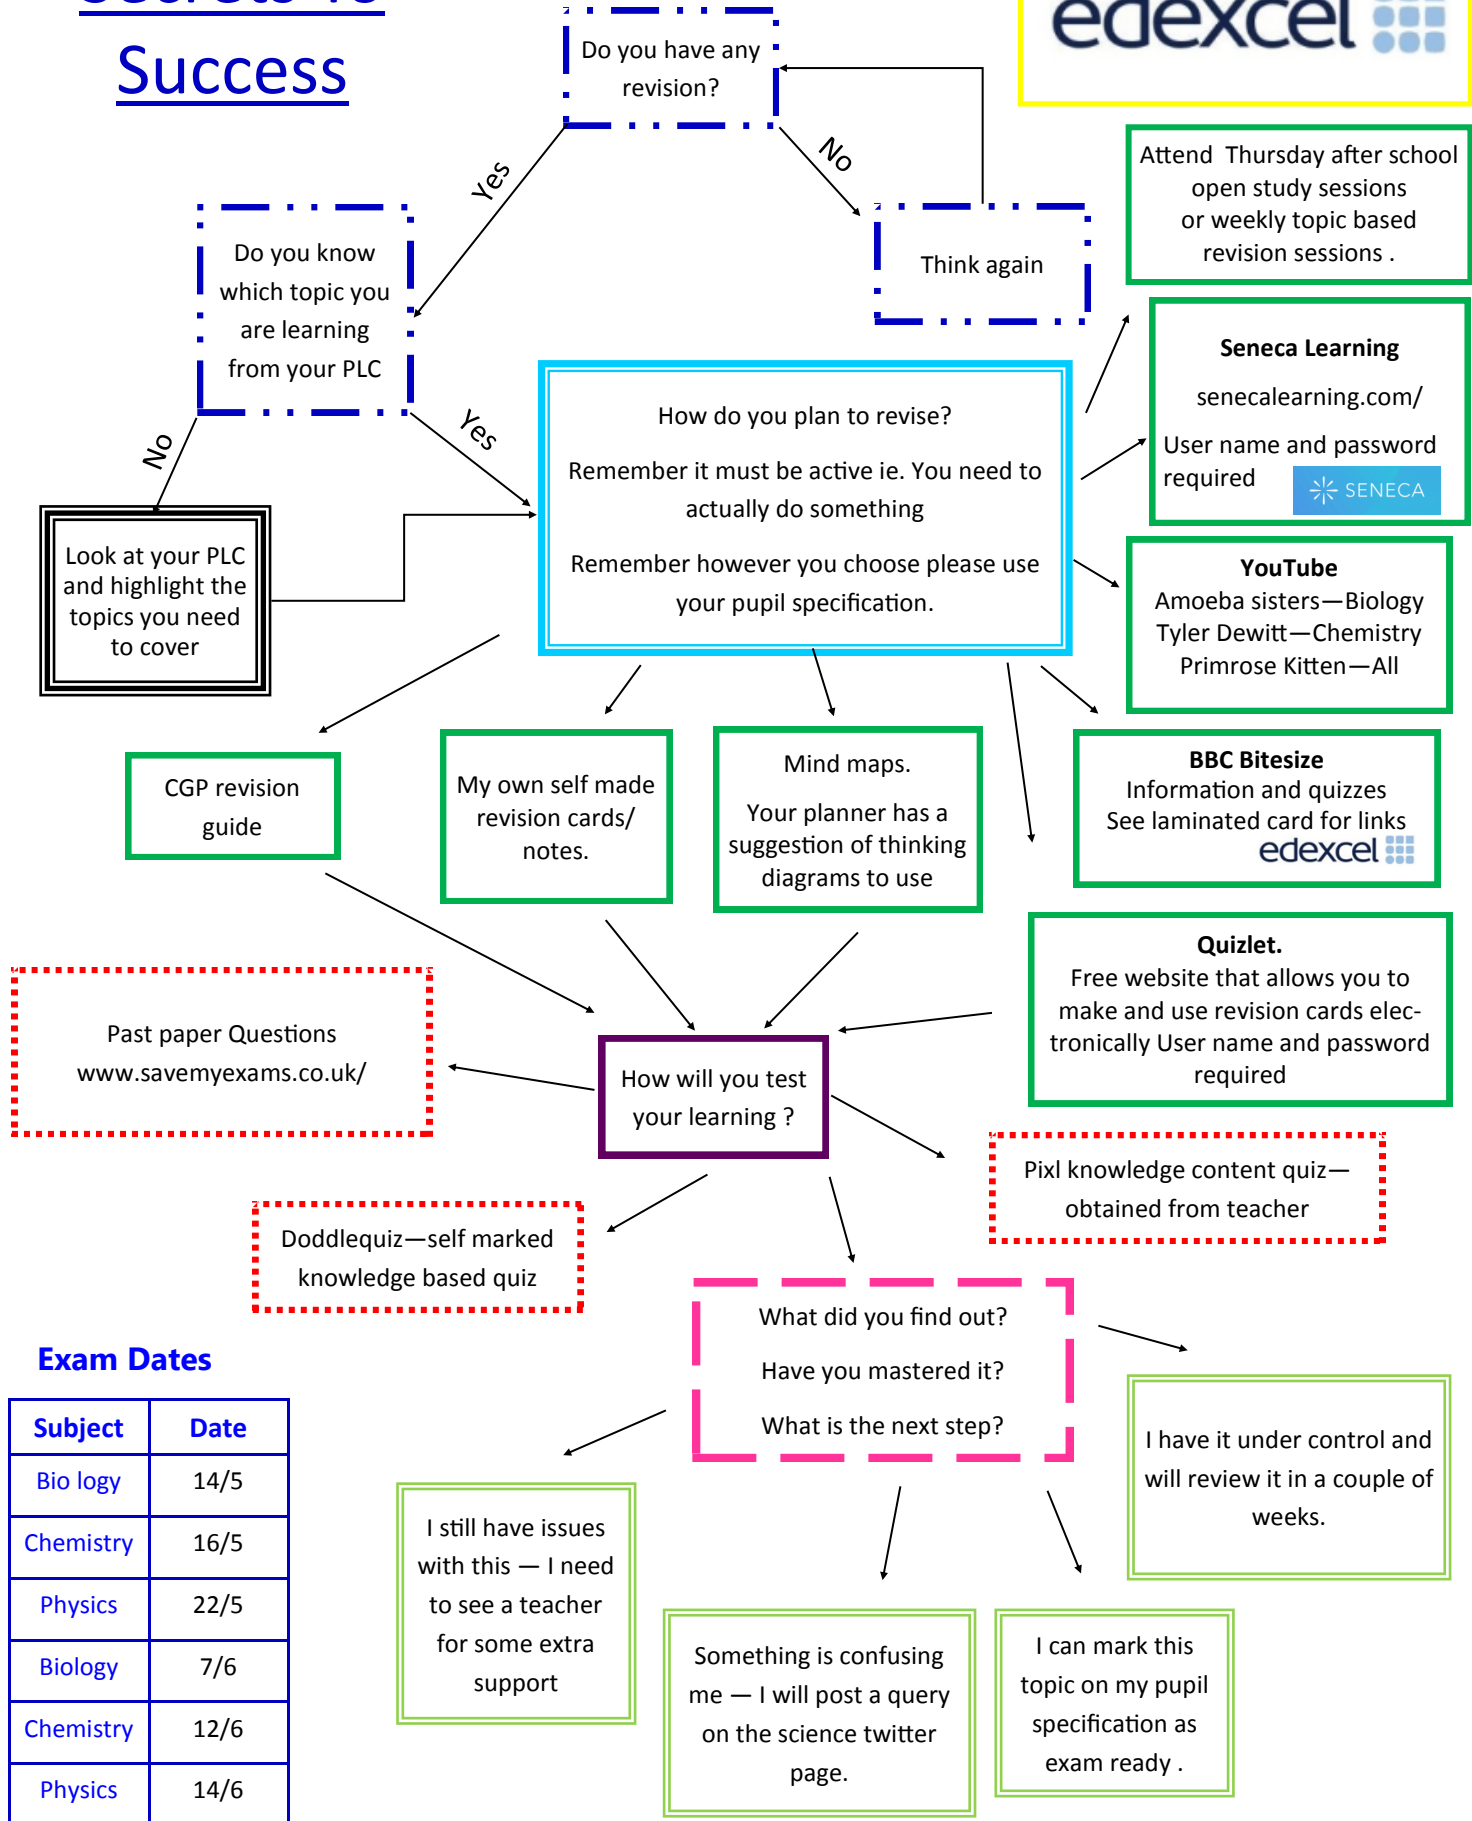 Secrets To
Success
edexcel
Do you have any
revision?
Yes
No
Think again
Do you know
which topic you
are learning
from your PLC
No
Yes
Look at your PLC
and highlight the
topics you need
to cover
How do you plan to revise?
Remember it must be active ie. You need to
actually do something
Remember however you choose please use
your pupil specification.
Attend Thursday after school
open study sessions
or weekly topic based
revision sessions .
Seneca Learning
senecalearning.com/
User name and password
required
SENECA
YouTube
Amoeba sisters—Biology
Tyler Dewitt—Chemistry
Primrose Kitten—All
BBC Bitesize
Information and quizzes
See laminated card for links
edexcel
Quizlet.
Free website that allows you to
make and use revision cards elec-
tronically User name and password
required
CGP revision
guide
My own self made
revision cards/
notes.
Mind maps.
Your planner has a
suggestion of thinking
diagrams to use
How will you test
your learning ?
Past paper Questions
www.savemyexams.co.uk/
Doddlequiz—self marked
knowledge based quiz
Pixl knowledge content quiz—
obtained from teacher
What did you find out?
Have you mastered it?
What is the next step?
I still have issues
with this — I need
to see a teacher
for some extra
support
Something is confusing
me — I will post a query
on the science twitter
page.
I can mark this
topic on my pupil
specification as
exam ready .
I have it under control and
will review it in a couple of
weeks.
Exam Dates
Subject Date
Bio logy 14/5
Chemistry 16/5
Physics 22/5
Biology 7/6
Chemistry 12/6
Physics 14/6